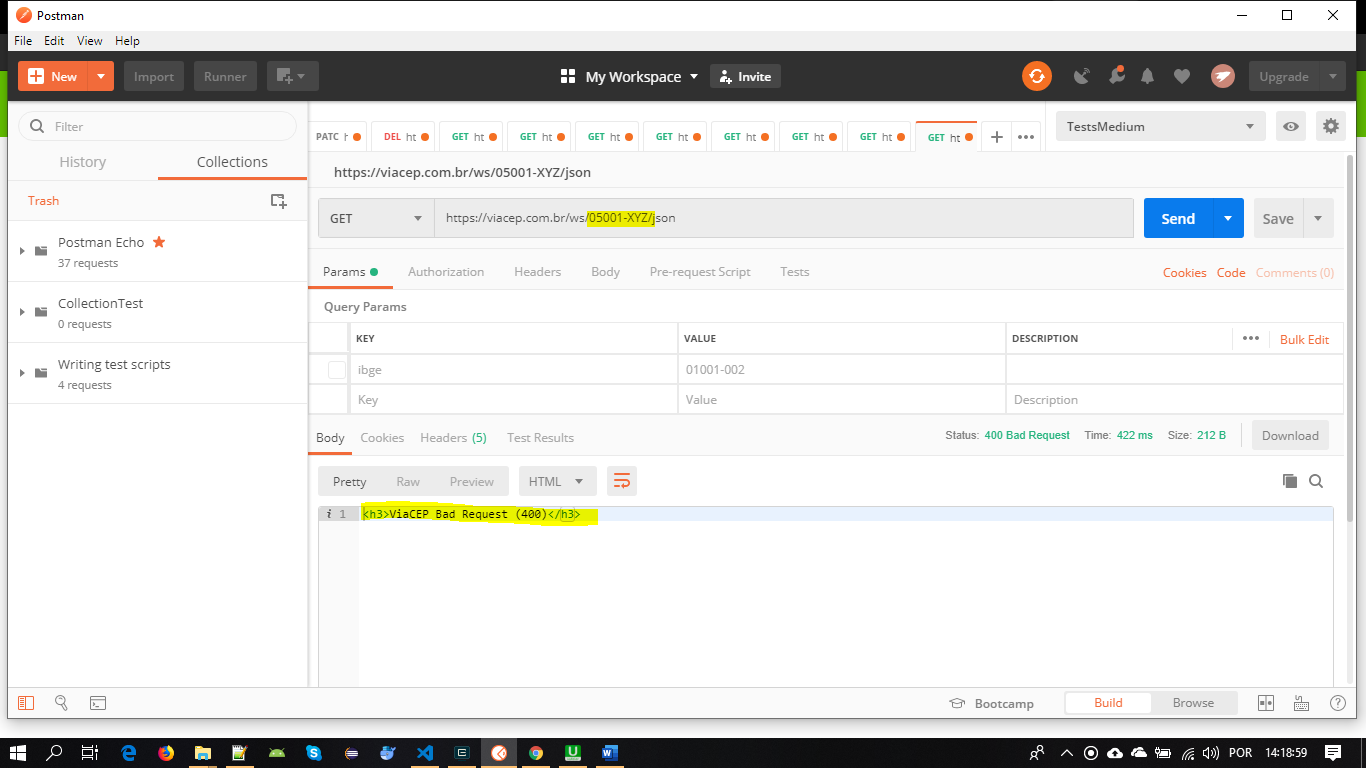 Postman
File Edit View Help
New Import Runner My Workspace Invite Upgrade
Filter
History Collections
Trash
Postman Echo
37 requests
CollectionTest
0 requests
Writing test scripts
4 requests
PATC DEL ht GET ht GET ht GET ht GET ht GET ht GET ht GET ht GET ht
TestsMedium
https://viacep.com.br/ws/05001-XYZ/json
GET https://viacep.com.br/ws/05001-XYZ/json Send Save
Params Authorization Headers Body Pre-request Script Tests Cookies Code Comments (0)
Query Params
KEY VALUE DESCRIPTION Bulk Edit
ibge 01001-002
Key Value Description
Body Cookies Headers (5) Test Results Status: 400 Bad Request Time: 422 ms Size: 212 B Download
Pretty Raw Preview HTML
i 1 <h3>ViaCEP Bad Request (400)</h3>
Bootcamp Build Browse
POR 14:18:59